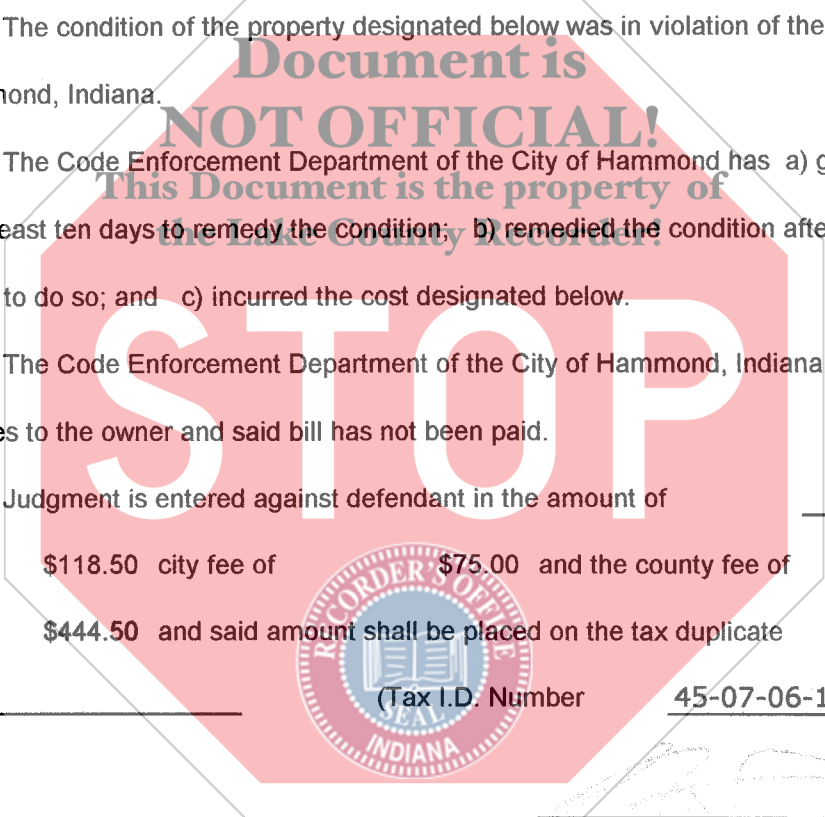 The condition of the property designated below was in violation of the
Document is
mond, Indiana.
NOT OFFICIAL!
The Code Enforcement Department of the City of Hammond has a) g
This Document is the property of
east ten days to remedy the condition; b) remedied the condition afte
the Lake County Recorder!
to do so; and c) incurred the cost designated below.
STOP
The Code Enforcement Department of the City of Hammond, Indiana
es to the owner and said bill has not been paid.
Judgment is entered against defendant in the amount of
$118.50 city fee of $75.00 and the county fee of
$444.50 and said amount shall be placed on the tax duplicate
(Tax I.D. Number 45-07-06-1
RECORDER'S OFFICE
SEAL
INDIANA